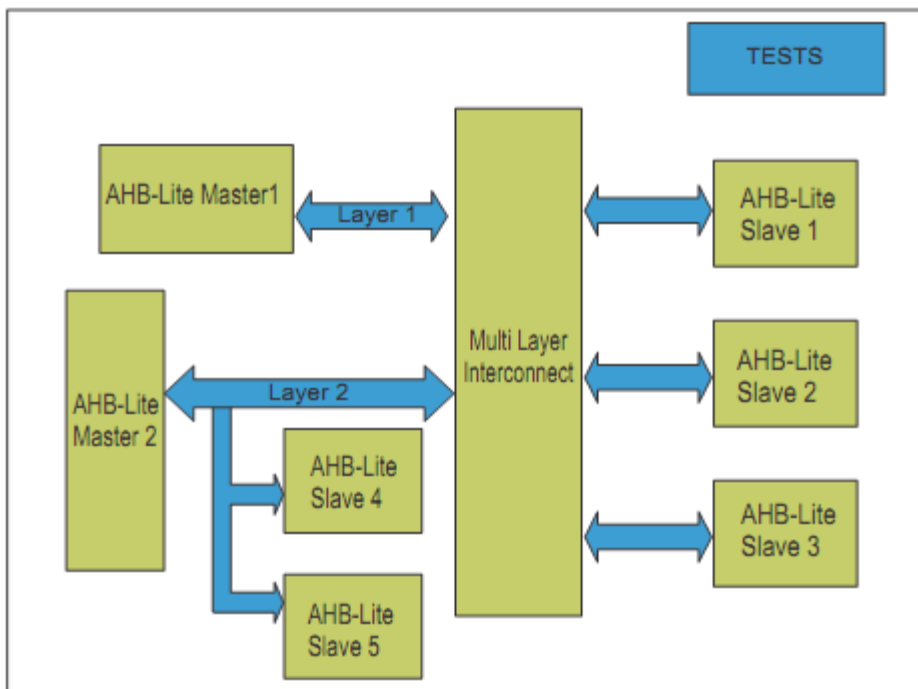 TESTS
AHB-Lite Master1
Layer 1
AHB-Lite
Slave 1
Multi Layer
Interconnect
AHB-Lite
Slave 2
AHB-Lite
Master 2
Layer 2
AHB-Lite
Slave 4
AHB-Lite
Slave 3
AHB-Lite
Slave 5